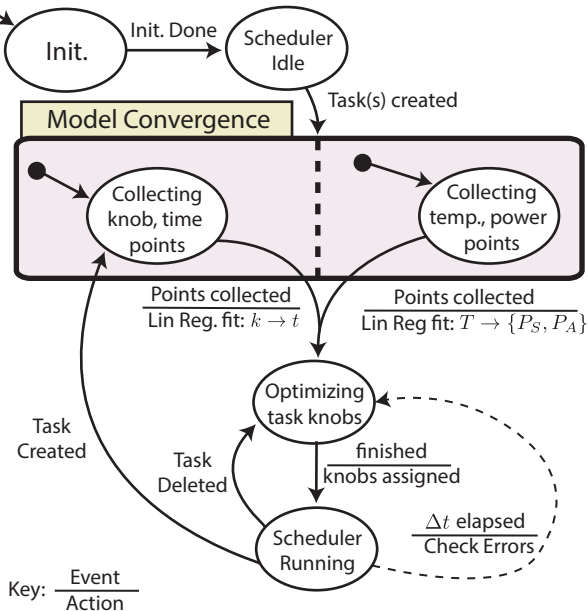 Init.
Init. Done
Scheduler
Idle
Task(s) created
Model Convergence
Collecting
knob, time
points
Collecting
temp., power
points
Points collected
Lin Reg. fit: k → t
Points collected
Lin Reg fit: T → {P_S, P_A}
Optimizing
task knobs
Task
Created
Task
Deleted
finished
knobs assigned
Δt elapsed
Check Errors
Scheduler
Running
Key: Event
Action